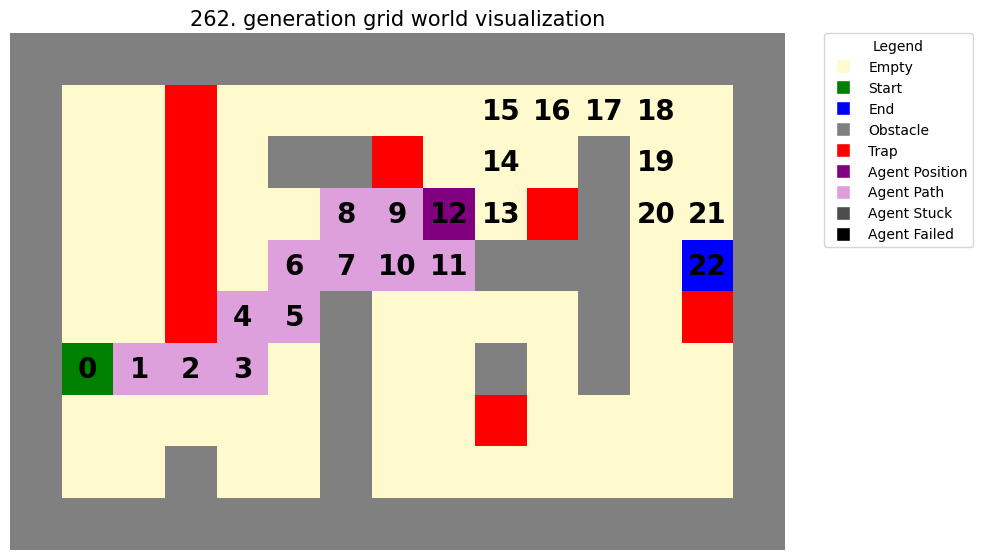 262. generation grid world visualization
15 16 17 18
14 19
8 9 12 13 20 21
6 7 10 11 22
4 5
0 1 2 3
Legend
Empty
Start
End
Obstacle
Trap
Agent Position
Agent Path
Agent Stuck
Agent Failed